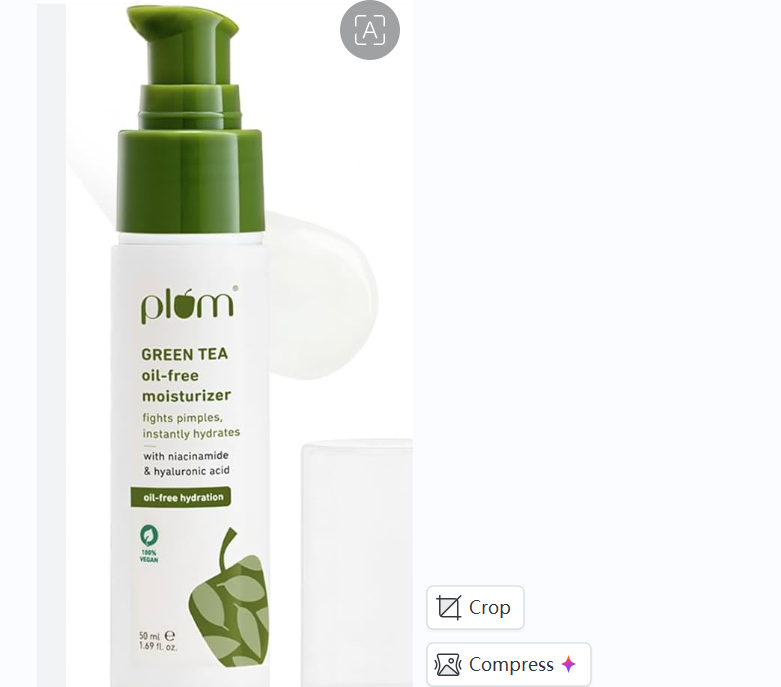 A
plum®
GREEN TEA
oil-free
moisturizer
fights pimples,
instantly hydrates
with niacinamide
& hyaluronic acid
oil-free hydration
100%
VEGAN
50 ml e
1.69 fl. oz.
Crop
Compress